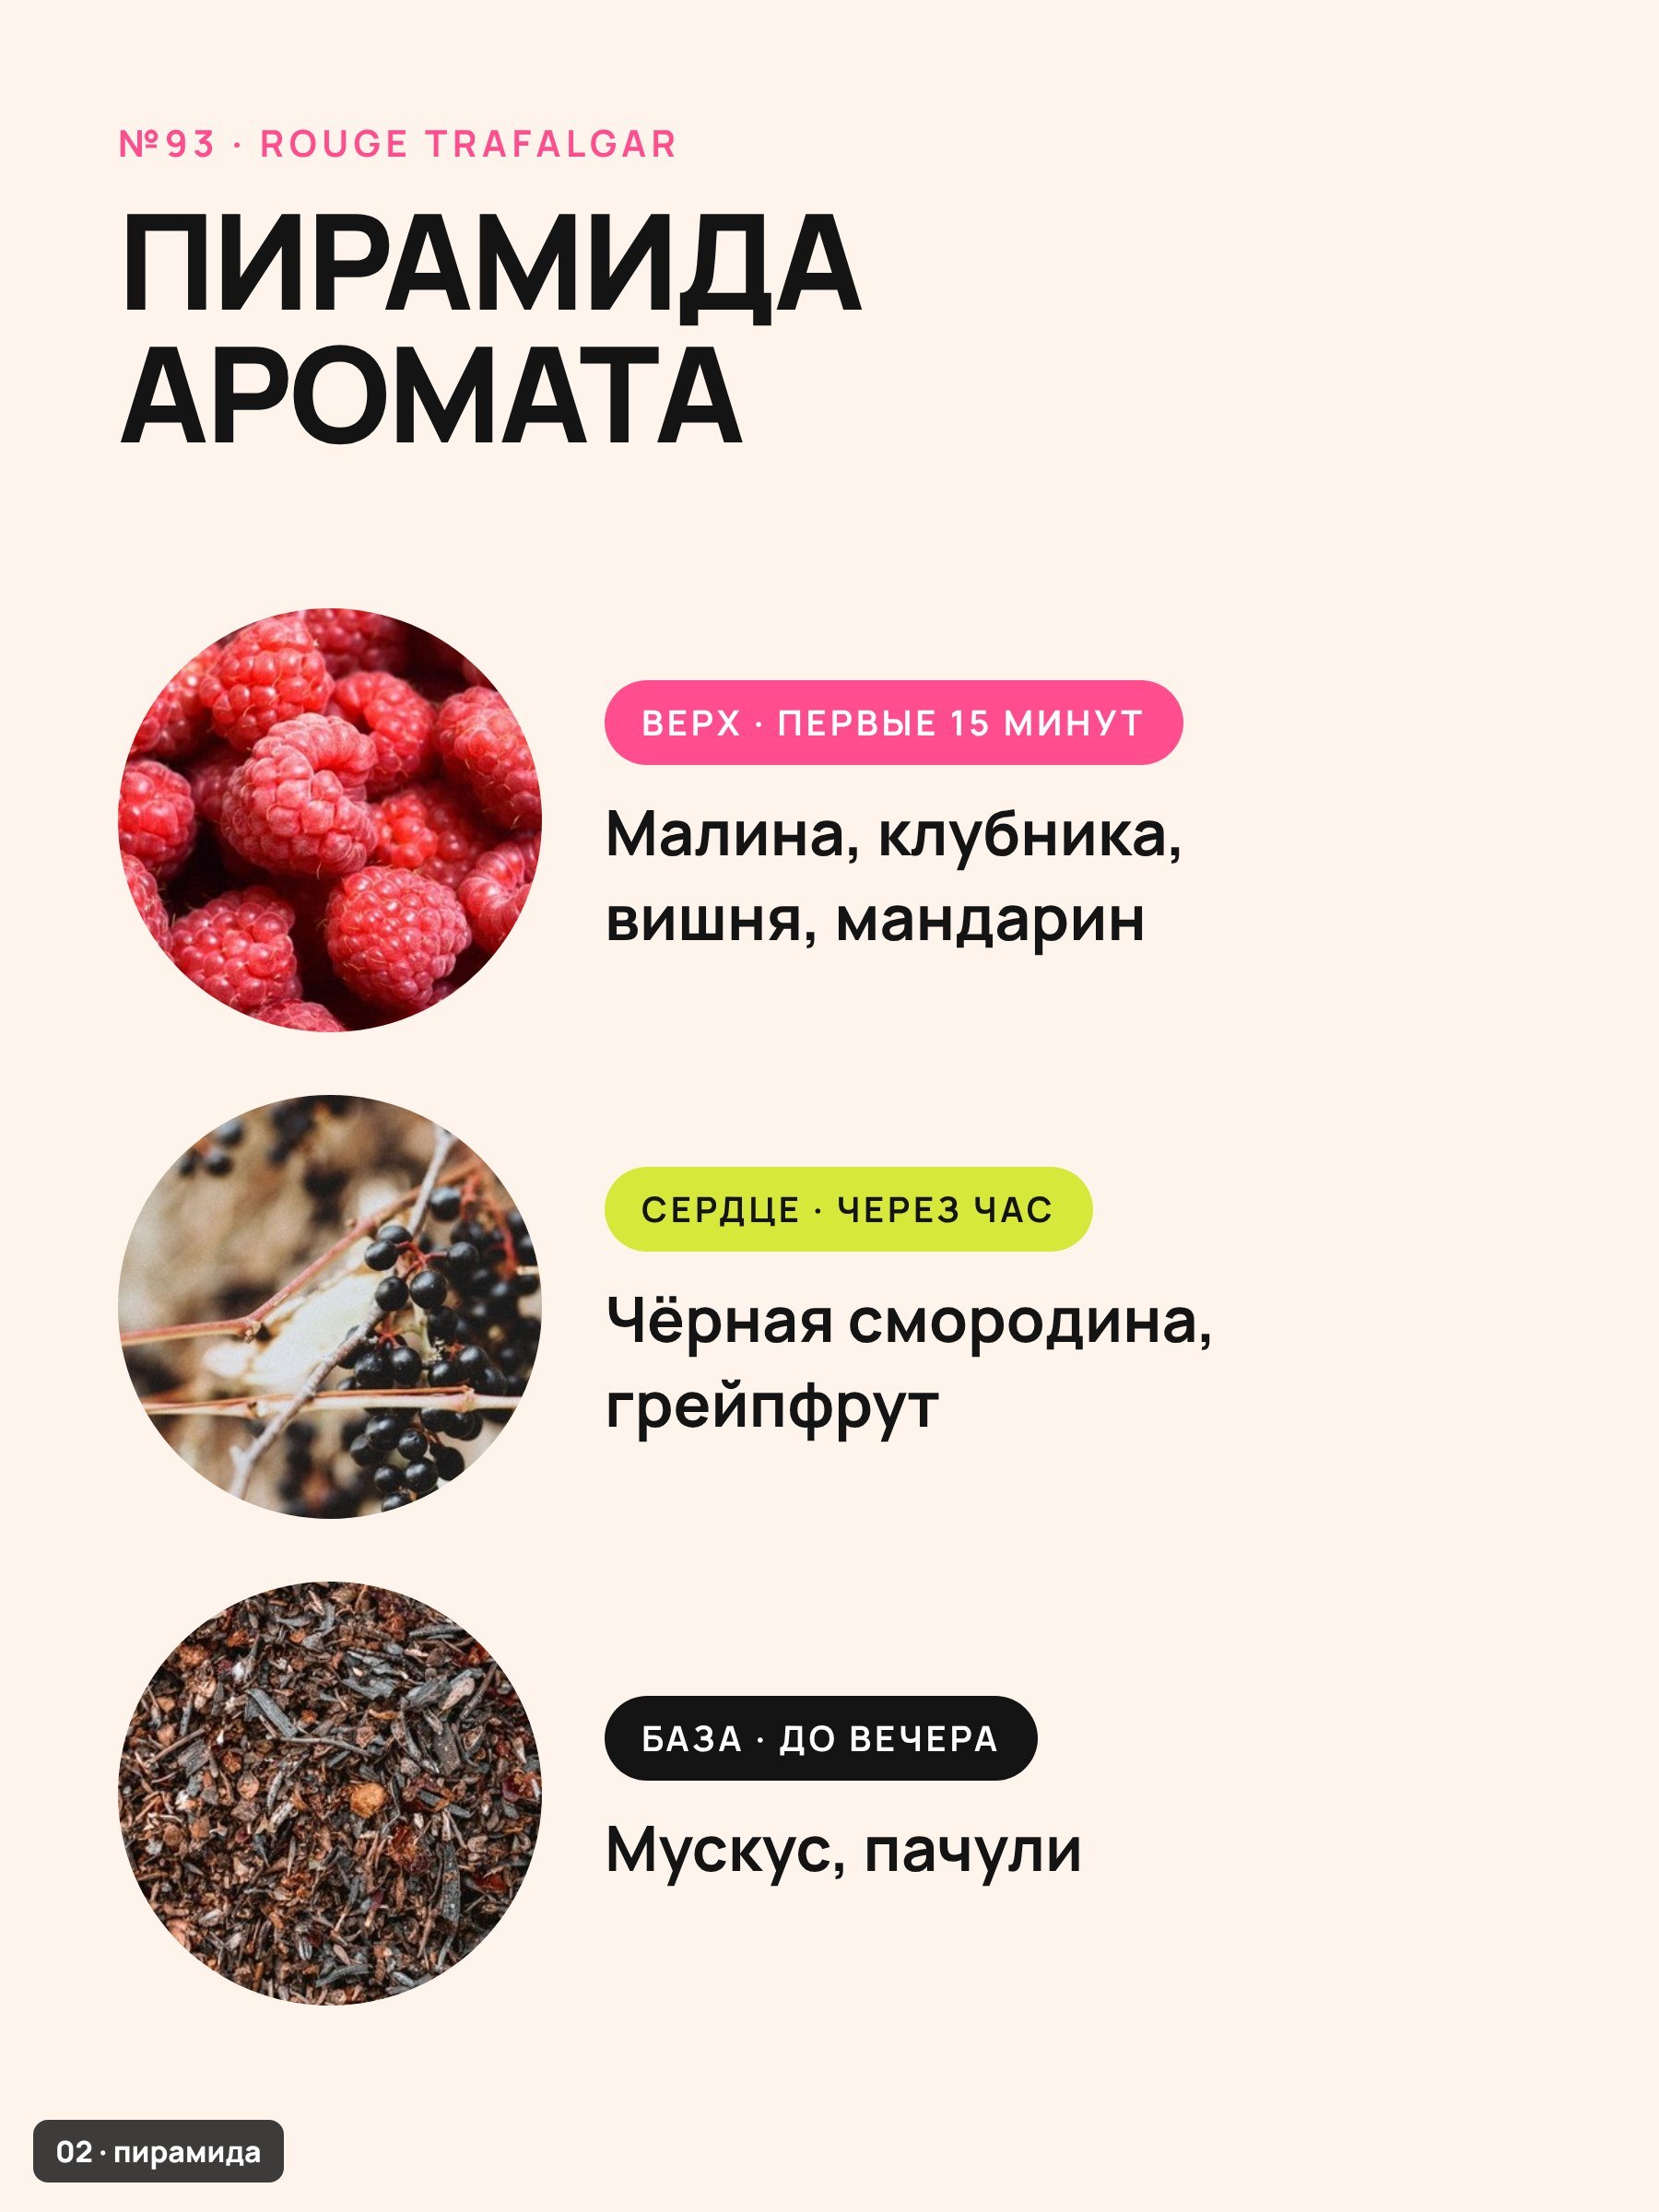 №93 · ROUGE TRAFALGAR
ПИРАМИДА
АРОМАТА
ВЕРХ · ПЕРВЫЕ 15 МИНУТ
Малина, клубника,
вишня, мандарин
СЕРДЦЕ · ЧЕРЕЗ ЧАС
Чёрная смородина,
грейпфрут
БАЗА · ДО ВЕЧЕРА
Мускус, пачули
02 · пирамида